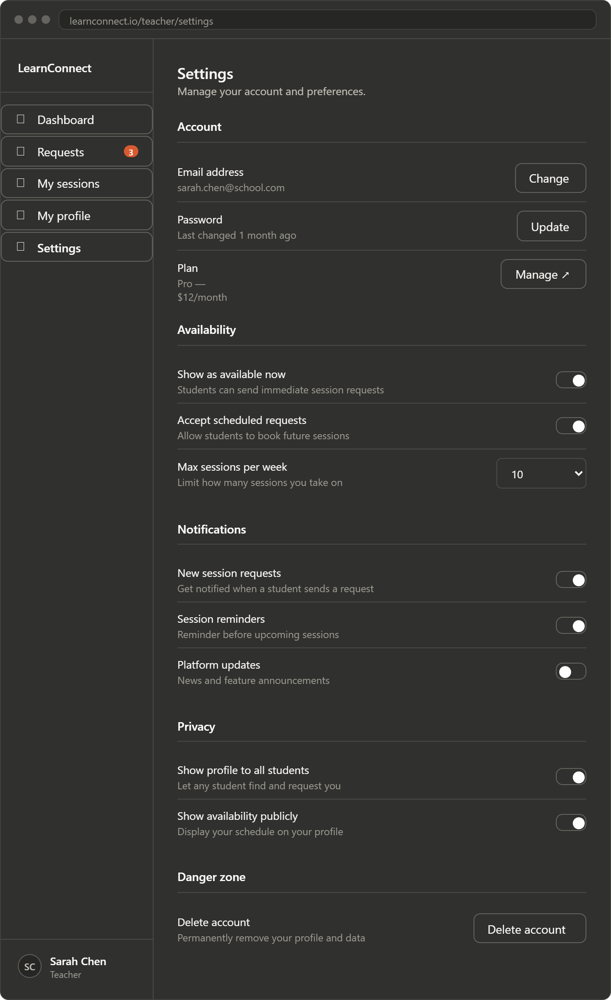 learnconnect.io/teacher/settings
LearnConnect
Dashboard
Requests 3
My sessions
My profile
Settings
SC
Sarah Chen
Teacher
Settings
Manage your account and preferences.
Account
Email address
sarah.chen@school.com
Change
Password
Last changed 1 month ago
Update
Plan
Pro —
$12/month
Manage ↗
Availability
Show as available now
Students can send immediate session requests
Accept scheduled requests
Allow students to book future sessions
Max sessions per week
Limit how many sessions you take on
10
Notifications
New session requests
Get notified when a student sends a request
Session reminders
Reminder before upcoming sessions
Platform updates
News and feature announcements
Privacy
Show profile to all students
Let any student find and request you
Show availability publicly
Display your schedule on your profile
Danger zone
Delete account
Permanently remove your profile and data
Delete account